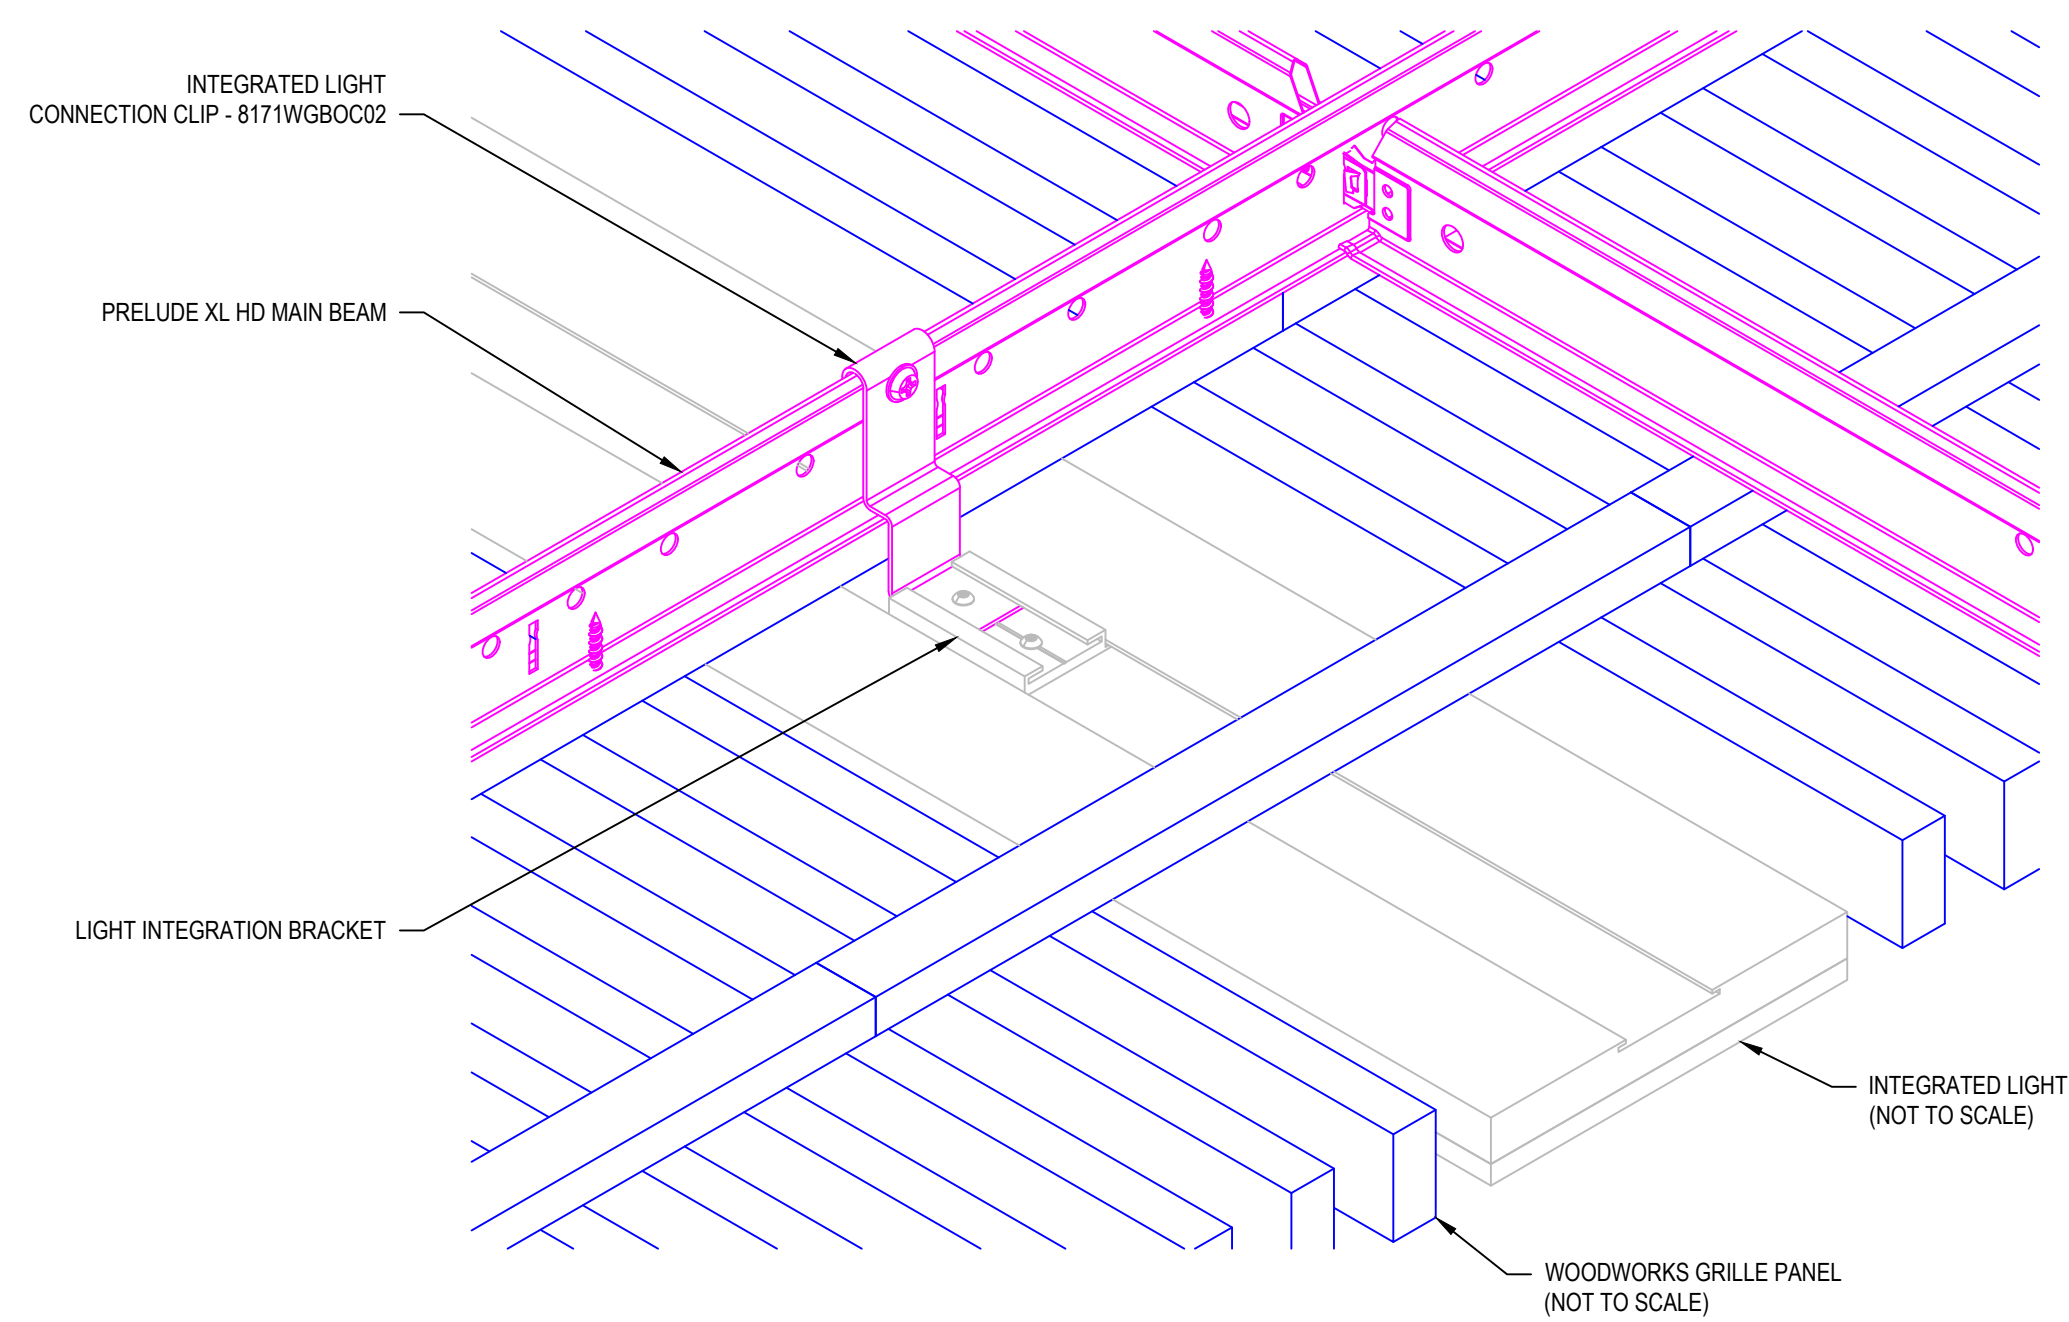 INTEGRATED LIGHT
CONNECTION CLIP - 8171WGBOC02
PRELUDE XL HD MAIN BEAM
LIGHT INTEGRATION BRACKET
INTEGRATED LIGHT
(NOT TO SCALE)
WOODWORKS GRILLE PANEL
(NOT TO SCALE)